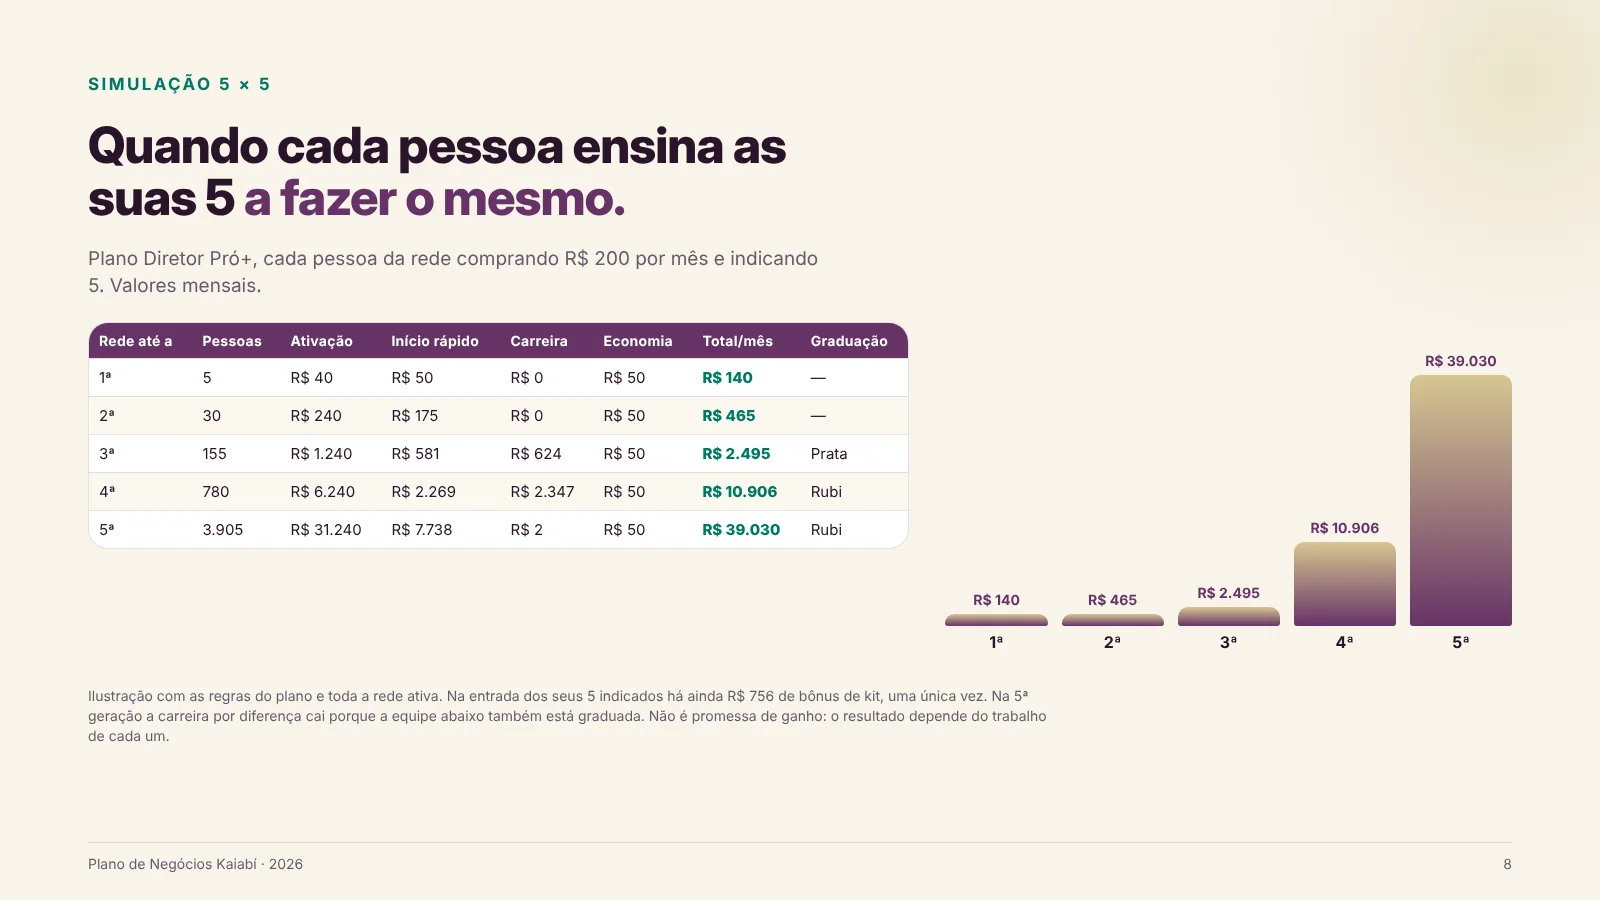 SIMULAÇÃO 5 × 5
Quando cada pessoa ensina as
suas 5 a fazer o mesmo.
Plano Diretor Pró+, cada pessoa da rede comprando R$ 200 por mês e indicando
5. Valores mensais.
Rede até a Pessoas Ativação Início rápido Carreira Economia Total/mês Graduação
1ª 5 R$ 40 R$ 50 R$ 0 R$ 50 R$ 140 —
2ª 30 R$ 240 R$ 175 R$ 0 R$ 50 R$ 465 —
3ª 155 R$ 1.240 R$ 581 R$ 624 R$ 50 R$ 2.495 Prata
4ª 780 R$ 6.240 R$ 2.269 R$ 2.347 R$ 50 R$ 10.906 Rubi
5ª 3.905 R$ 31.240 R$ 7.738 R$ 2 R$ 50 R$ 39.030 Rubi
R$ 140 R$ 465 R$ 2.495 R$ 10.906 R$ 39.030
1ª 2ª 3ª 4ª 5ª
Ilustração com as regras do plano e toda a rede ativa. Na entrada dos seus 5 indicados há ainda R$ 756 de bônus de kit, uma única vez. Na 5ª
geração a carreira por diferença cai porque a equipe abaixo também está graduada. Não é promessa de ganho: o resultado depende do trabalho
de cada um.
Plano de Negócios Kaiabí · 2026
8